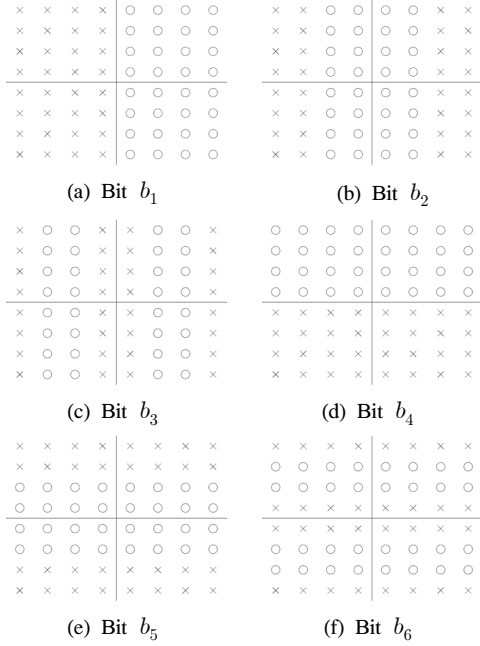 (a) Bit b₁
(b) Bit b₂
(c) Bit b₃
(d) Bit b₄
(e) Bit b₅
(f) Bit b₆